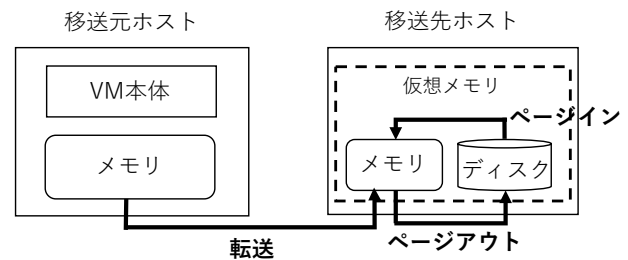 移送元ホスト
移送先ホスト
VM本体
メモリ
仮想メモリ
ページイン
メモリ
ディスク
転送
ページアウト